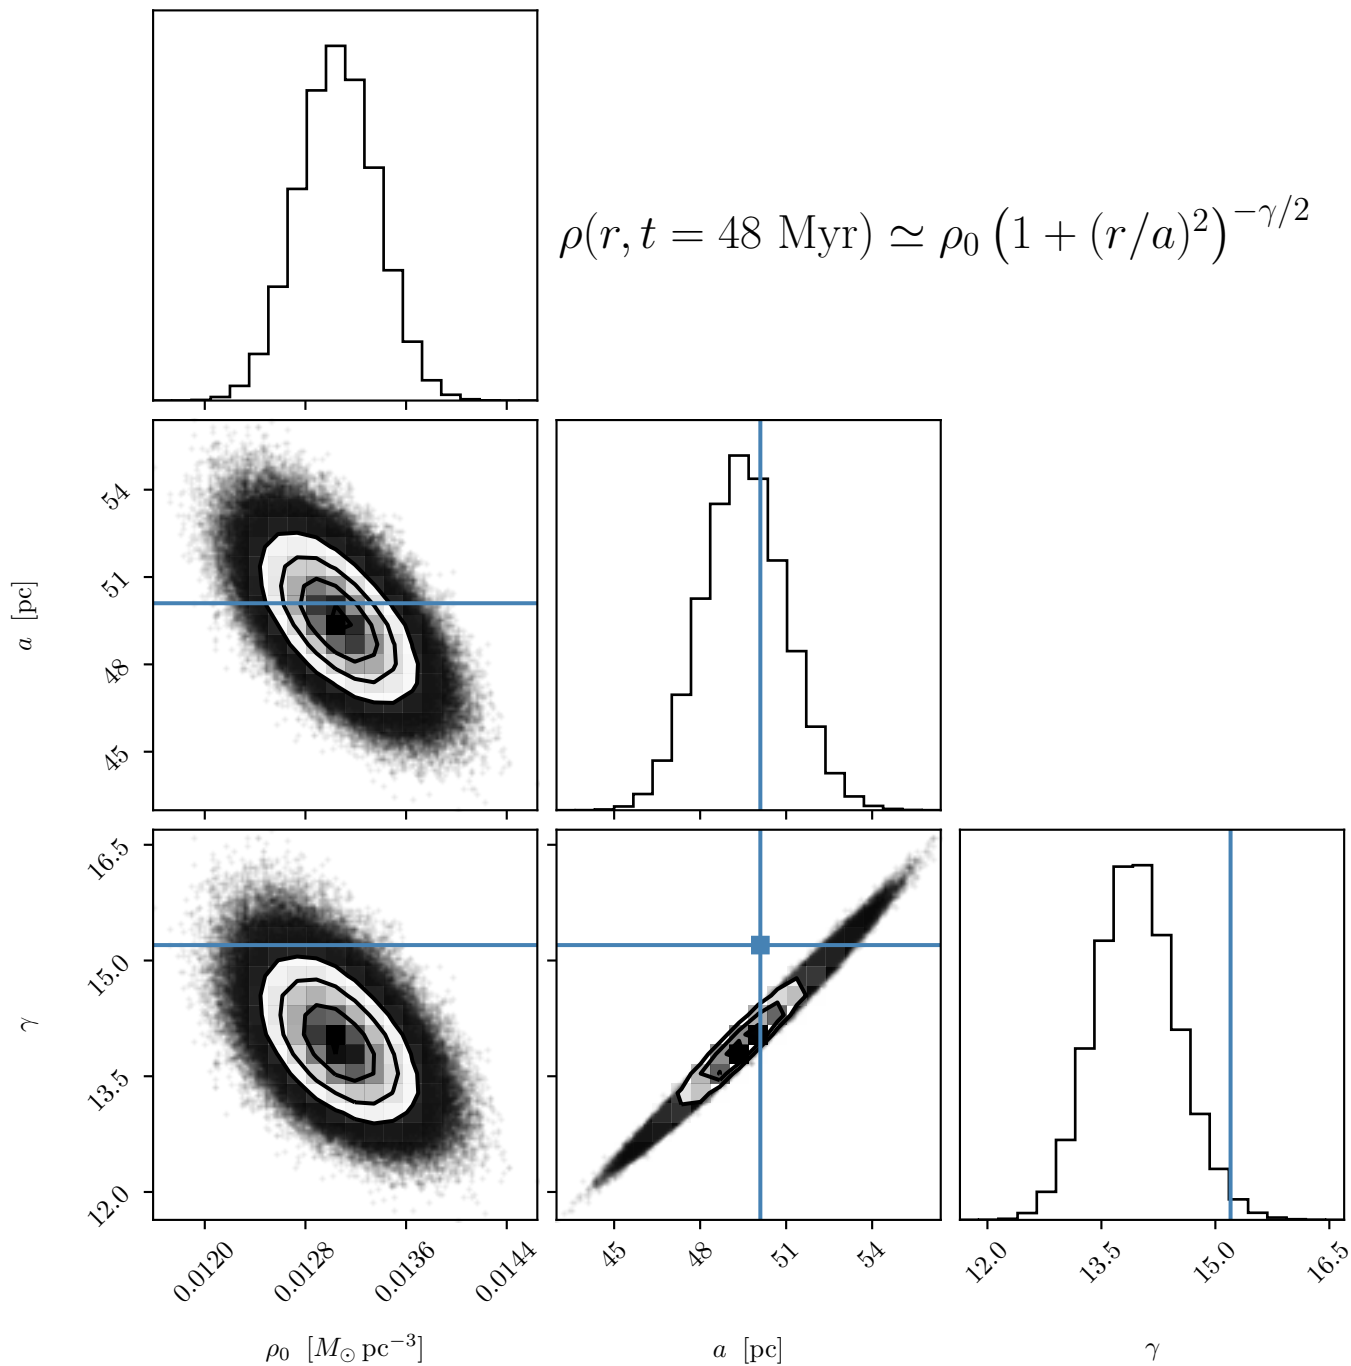 ρ(r, t = 48 Myr) ≃ ρ₀ (1 + (r/a)²)^{−γ/2}
54
51
48
45
a [pc]
16.5
15.0
13.5
12.0
γ
0.0120 0.0128 0.0136 0.0144
45 48 51 54
12.0 13.5 15.0 16.5
ρ₀ [M⊙ pc⁻³]
a [pc]
γ